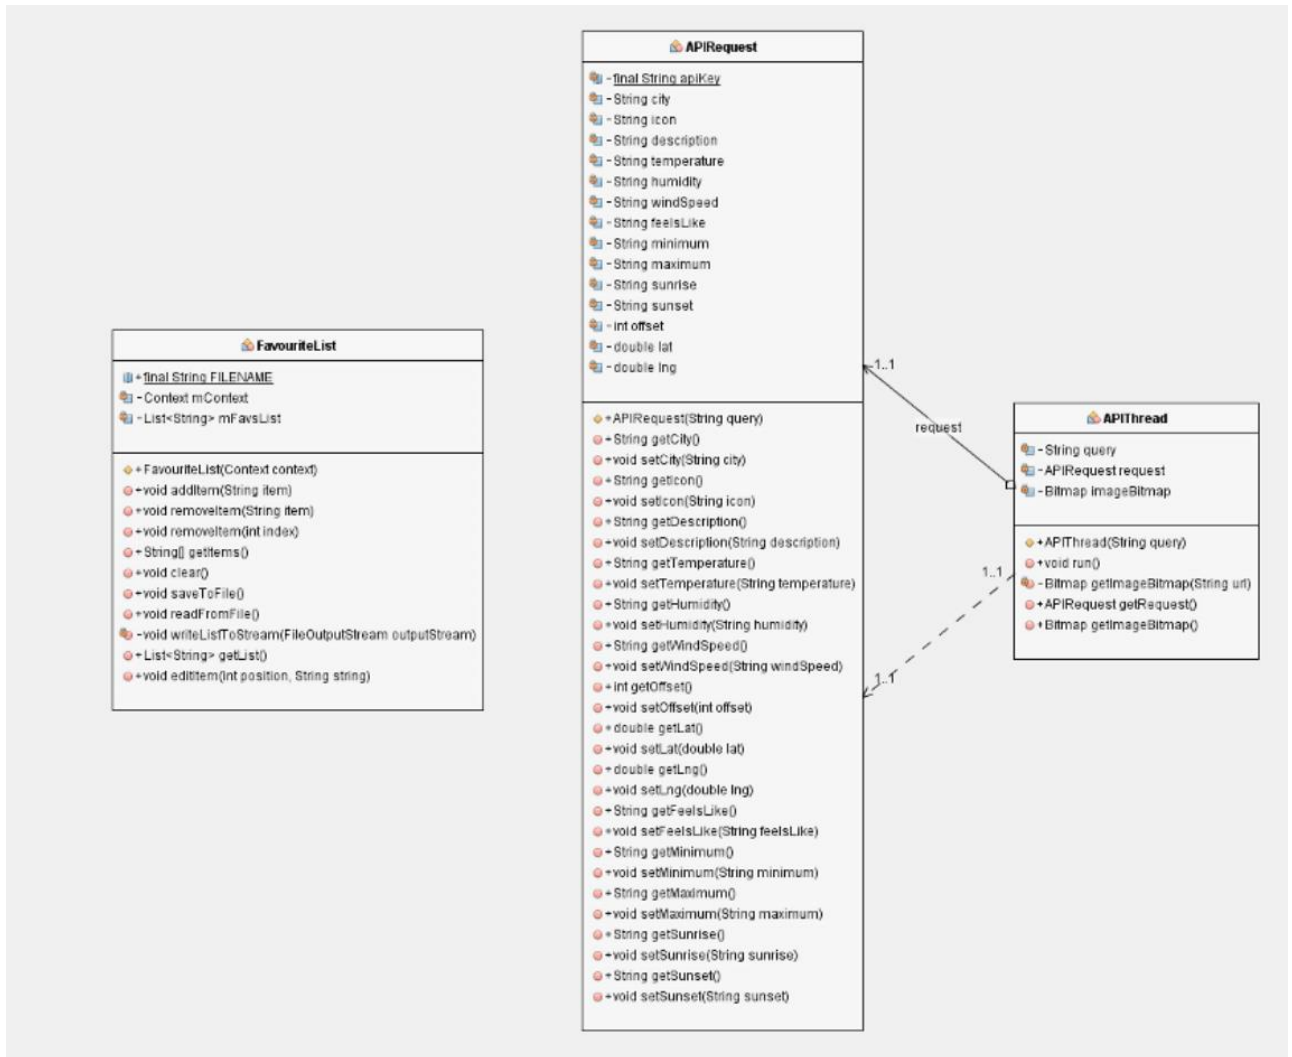 FavouriteList
+final String FILENAME
-Context mContext
-List<String> mFavsList
+FavouriteList(Context context)
+void addItem(String item)
+void removeItem(String item)
+void removeItem(int index)
+String[] getItems()
+void clear()
+void saveToFile()
+void readFromFile()
-void writeListToStream(FileOutputStream outputStream)
+List<String> getList()
+void editItem(int position, String string)
APIRequest
-final String apiKey
-String city
-String icon
-String description
-String temperature
-String humidity
-String windSpeed
-String feelsLike
-String minimum
-String maximum
-String sunrise
-String sunset
-int offset
-double lat
-double lng
+APIRequest(String query)
+String getCity()
+void setCity(String city)
+String getIcon()
+void setIcon(String icon)
+String getDescription()
+void setDescription(String description)
+String getTemperature()
+void setTemperature(String temperature)
+String getHumidity()
+void setHumidity(String humidity)
+String getWindSpeed()
+void setWindSpeed(String windSpeed)
+int getOffset()
+void setOffset(int offset)
+double getLat()
+void setLat(double lat)
+double getLng()
+void setLng(double lng)
+String getFeelsLike()
+void setFeelsLike(String feelsLike)
+String getMinimum()
+void setMinimum(String minimum)
+String getMaximum()
+void setMaximum(String maximum)
+String getSunrise()
+void setSunrise(String sunrise)
+String getSunset()
+void setSunset(String sunset)
1..1
request
1..1
1..1
APIThread
-String query
-APIRequest request
-Bitmap imageBitmap
+APIThread(String query)
+void run()
-Bitmap getImageBitmap(String url)
+APIRequest getRequest()
+Bitmap getImageBitmap()